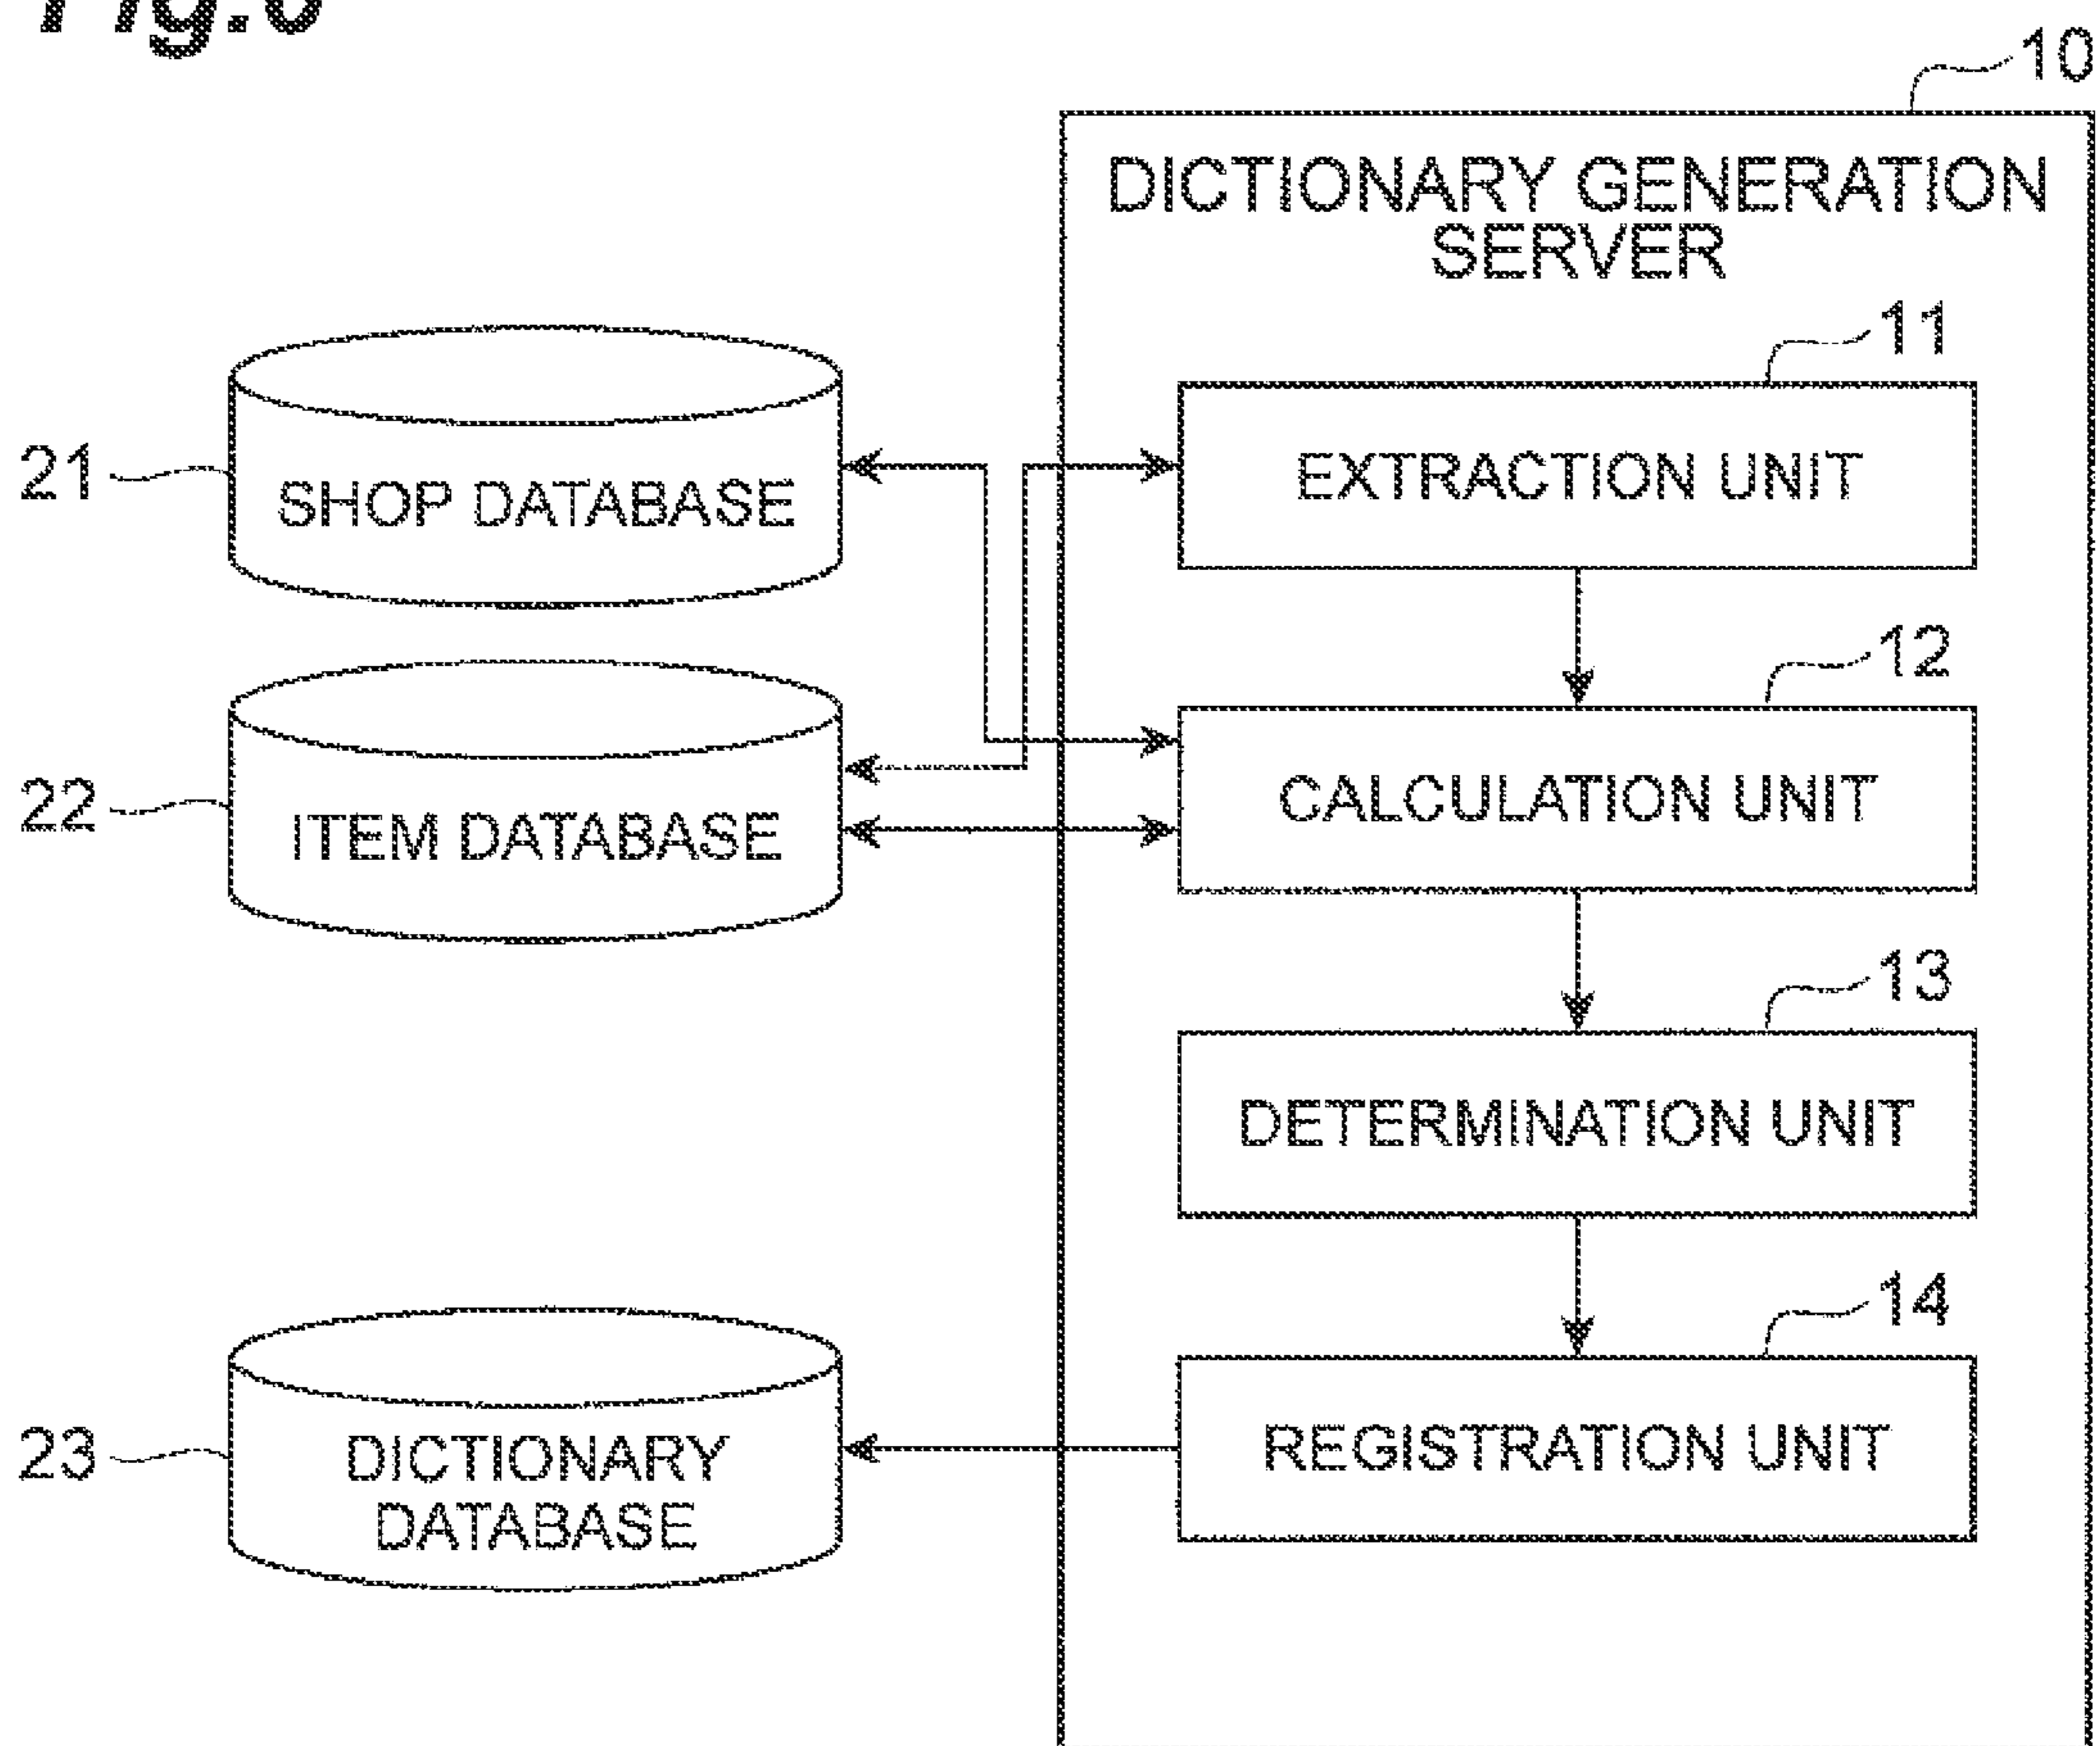 10
DICTIONARY GENERATION
SERVER
11
EXTRACTION UNIT
21
SHOP DATABASE
12
CALCULATION UNIT
22
ITEM DATABASE
13
DETERMINATION UNIT
14
REGISTRATION UNIT
23
DICTIONARY
DATABASE